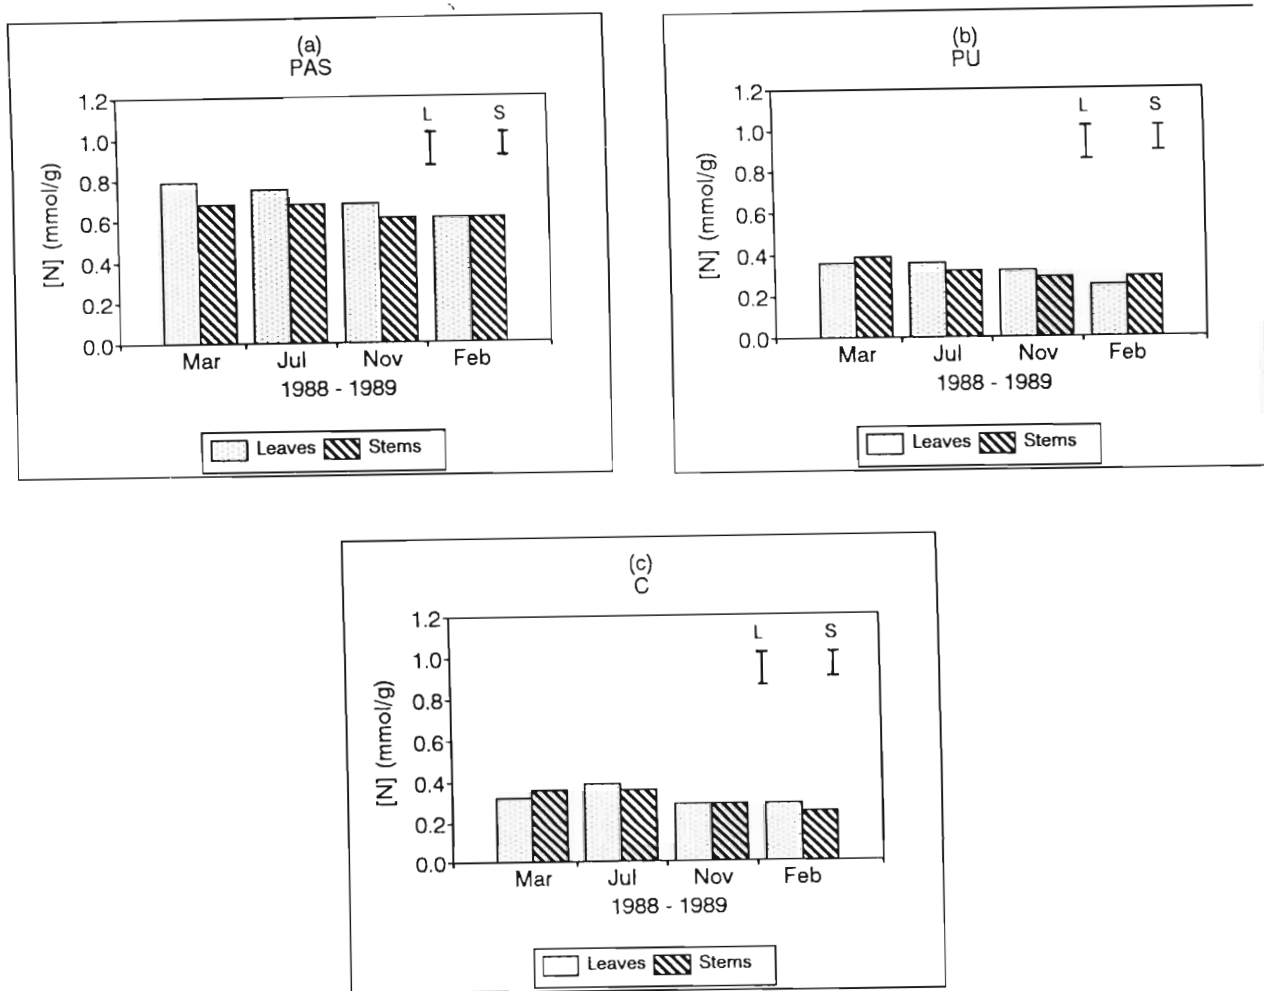 (a)
PAS
1.2
1.0
0.8
0.6
0.4
0.2
0.0
[N] (mmol/g)
L S
Mar Jul Nov Feb
1988 - 1989
Leaves Stems
(b)
PU
1.2
1.0
0.8
0.6
0.4
0.2
0.0
[N] (mmol/g)
L S
Mar Jul Nov Feb
1988 - 1989
Leaves Stems
(c)
C
1.2
1.0
0.8
0.6
0.4
0.2
0.0
[N] (mmol/g)
L S
Mar Jul Nov Feb
1988 - 1989
Leaves Stems